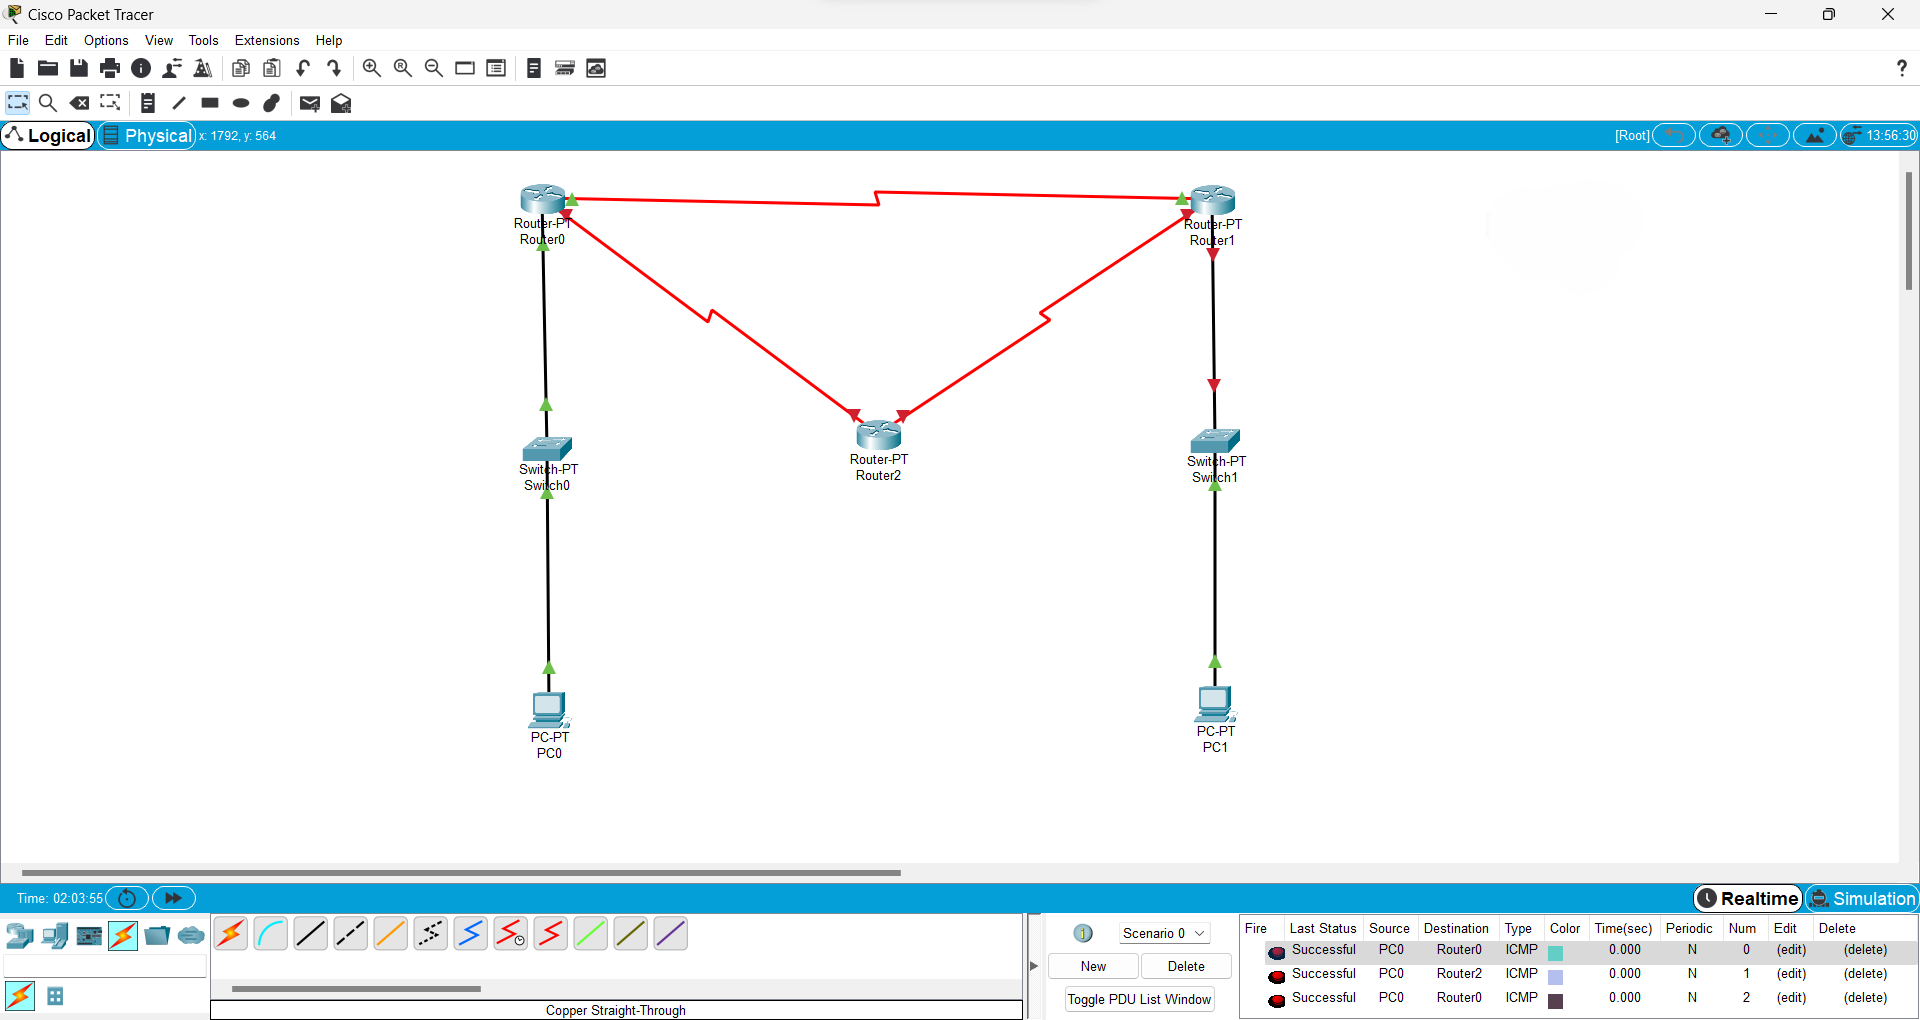 Cisco Packet Tracer
File Edit Options View Tools Extensions Help
?
Logical Physical x: 1792, y: 564 [Root] 13:56:30
Router-PT
Router0
Router-PT
Router1
Router-PT
Router2
Switch-PT
Switch0
Switch-PT
Switch1
PC-PT
PC0
PC-PT
PC1
Time: 02:03:55 Realtime Simulation
Scenario 0
New Delete
Toggle PDU List Window
Fire Last Status Source Destination Type Color Time(sec) Periodic Num Edit Delete
Successful PC0 Router0 ICMP 0.000 N 0 (edit) (delete)
Successful PC0 Router2 ICMP 0.000 N 1 (edit) (delete)
Successful PC0 Router0 ICMP 0.000 N 2 (edit) (delete)
Copper Straight-Through